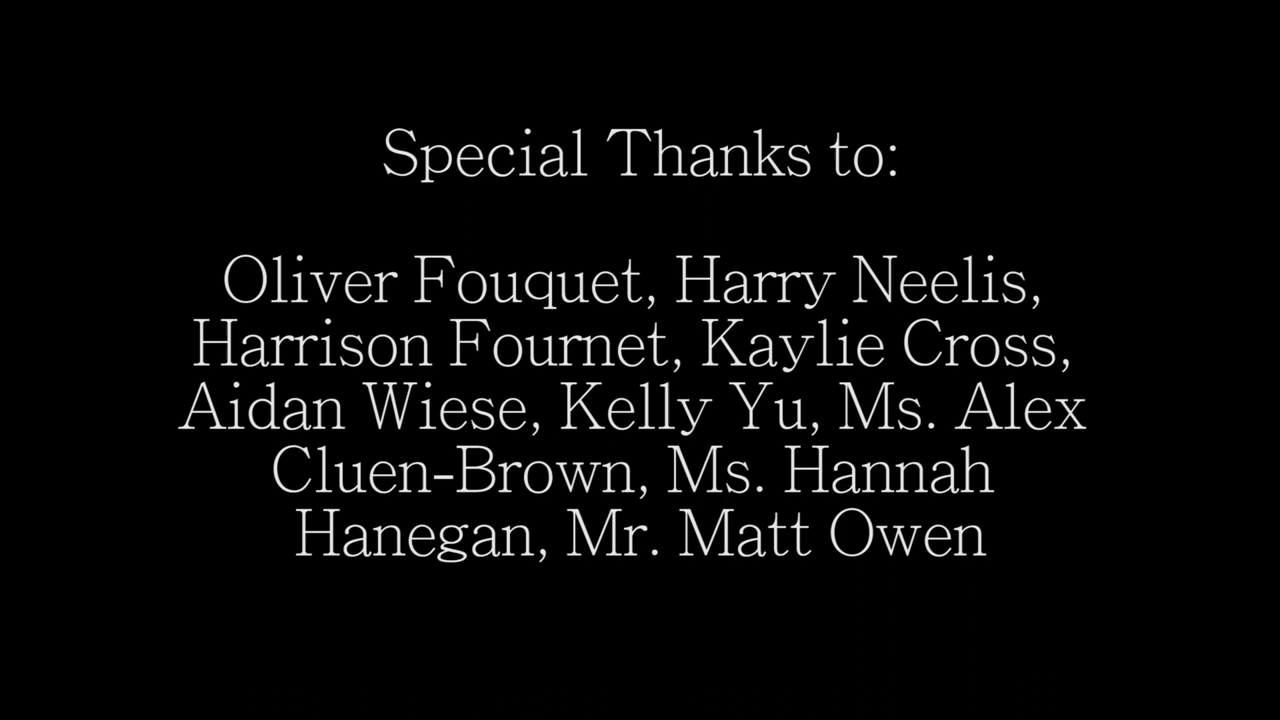 Special Thanks to:
Oliver Fouquet, Harry Neelis,
Harrison Fournet, Kaylie Cross,
Aidan Wiese, Kelly Yu, Ms. Alex
Cluen-Brown, Ms. Hannah
Hanegan, Mr. Matt Owen